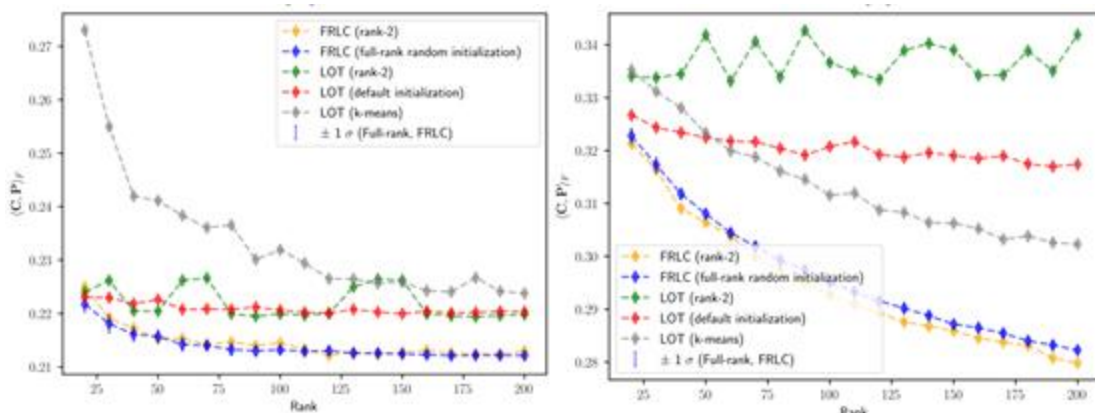 0.27
0.26
0.25
0.24
0.23
0.22
0.21
⟨C, P⟩F
25
50
75
100
125
150
175
200
Rank
FRLC (rank-2)
FRLC (full-rank random initialization)
LOT (rank-2)
LOT (default initialization)
LOT (k-means)
± 1 σ (Full-rank, FRLC)
0.34
0.33
0.32
0.31
0.30
0.29
0.28
⟨C, P⟩F
25
50
75
100
125
150
175
200
Rank
FRLC (rank-2)
FRLC (full-rank random initialization)
LOT (rank-2)
LOT (default initialization)
LOT (k-means)
± 1 σ (Full-rank, FRLC)